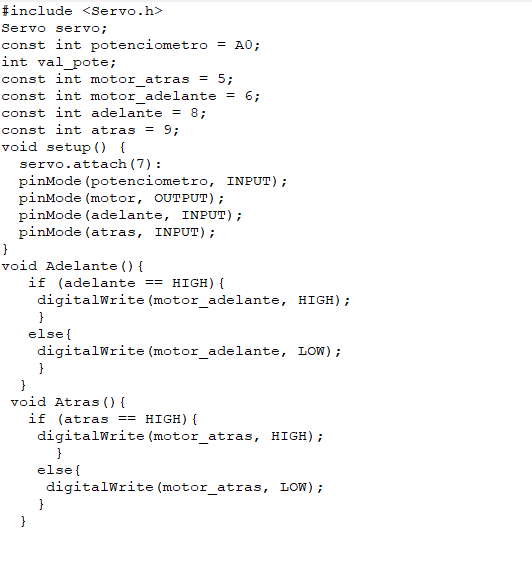 #include <Servo.h>
Servo servo;
const int potenciometro = A0;
int val_pote;
const int motor_atras = 5;
const int motor_adelante = 6;
const int adelante = 8;
const int atras = 9;
void setup() {
  servo.attach(7):
  pinMode(potenciometro, INPUT);
  pinMode(motor, OUTPUT);
  pinMode(adelante, INPUT);
  pinMode(atras, INPUT);
}
void Adelante(){
   if (adelante == HIGH){
    digitalWrite(motor_adelante, HIGH);
    }
   else{
    digitalWrite(motor_adelante, LOW);
    }
  }
 void Atras(){
   if (atras == HIGH){
    digitalWrite(motor_atras, HIGH);
      }
    else{
     digitalWrite(motor_atras, LOW);
    }
  }